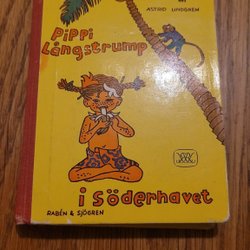 ASTRID LINDGREN
PiPPi
LÅNGSTRUMP
i SÖderhavet
RABÉN & SJÖGREN